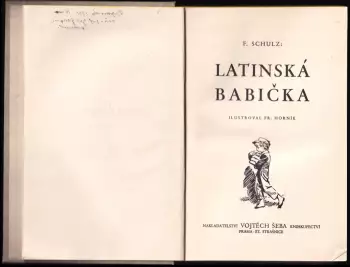 F. SCHULZ:
LATINSKÁ
BABIČKA
ILUSTROVAL FR. HORNÍK
NAKLADATELSTVÍ VOJTĚCH ŠEBA KNIHKUPECTVÍ
PRAHA-ST. STRAŠNICE